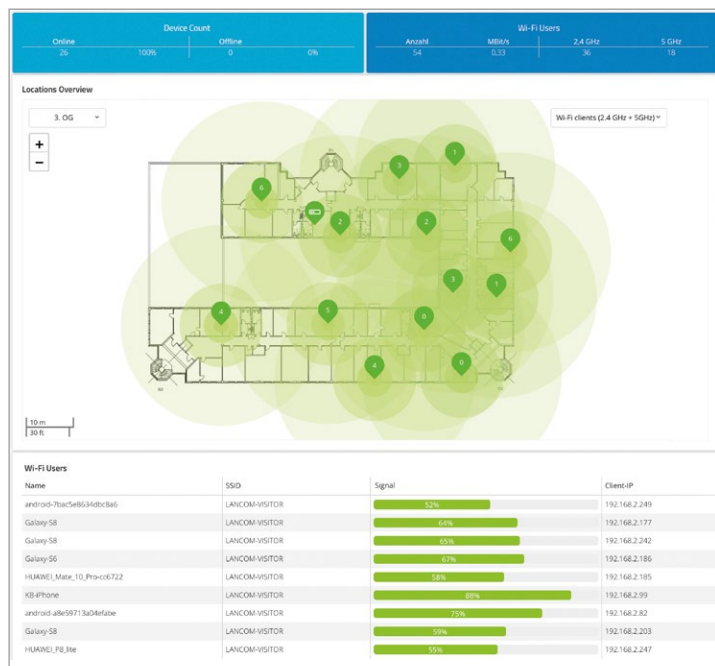 Device Count
Online Offline
26 100% 0 0%
Wi-Fi Users
Anzahl MBit/s 2,4 GHz 5 GHz
54 0,33 36 18
Locations Overview
3. OG
Wi-Fi clients (2.4 GHz + 5GHz)
+
−
1
3
6
2
2
6
3
1
4
5
0
4
0
10 m
30 ft
Wi-Fi Users
Name SSID Signal Client-IP
android-7bac5e8634dbc8a6 LANCOM-VISITOR 52% 192.168.2.249
Galaxy-S8 LANCOM-VISITOR 64% 192.168.2.177
Galaxy-S8 LANCOM-VISITOR 65% 192.168.2.242
Galaxy-S6 LANCOM-VISITOR 67% 192.168.2.186
HUAWEI_Mate_10_Pro-cc6722 LANCOM-VISITOR 58% 192.168.2.185
KB-iPhone LANCOM-VISITOR 88% 192.168.2.99
android-a8e59713a04efabe LANCOM-VISITOR 75% 192.168.2.82
Galaxy-S8 LANCOM-VISITOR 59% 192.168.2.203
HUAWEI_P8_lite LANCOM-VISITOR 55% 192.168.2.247